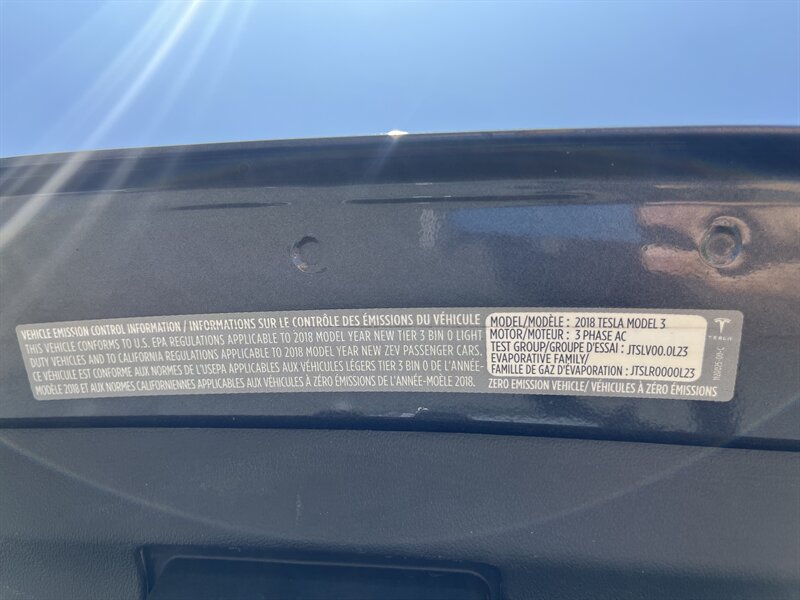 VEHICLE EMISSION CONTROL INFORMATION / INFORMATIONS SUR LE CONTRÔLE DES ÉMISSIONS DU VÉHICULE
THIS VEHICLE CONFORMS TO U.S. EPA REGULATIONS APPLICABLE TO 2018 MODEL YEAR NEW TIER 3 BIN 0 LIGHT
DUTY VEHICLES AND TO CALIFORNIA REGULATIONS APPLICABLE TO 2018 MODEL YEAR NEW ZEV PASSENGER CARS.
CE VÉHICULE EST CONFORME AUX NORMES DE L'USEPA APPLICABLES AUX VÉHICULES LÉGERS TIER 3 BIN 0 DE L'ANNÉE-
MODÈLE 2018 ET AUX NORMES CALIFORNIENNES APPLICABLES AUX VÉHICULES À ZÉRO ÉMISSIONS DE L'ANNÉE-MOÈLE 2018.
MODEL/MODÈLE : 2018 TESLA MODEL 3
MOTOR/MOTEUR : 3 PHASE AC
TEST GROUP/GROUPE D'ESSAI : JTSLV00.0L23
EVAPORATIVE FAMILY/
FAMILLE DE GAZ D'ÉVAPORATION : JTSLR0000L23
ZERO EMISSION VEHICLE/ VÉHICULES À ZÉRO ÉMISSIONS
TESLA